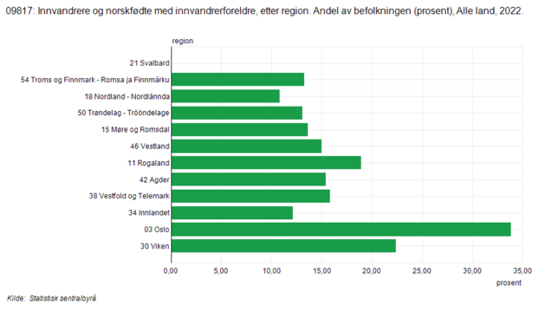 09817: Innvandrere og norskfødte med innvandrerforeldre, etter region. Andel av befolkningen (prosent), Alle land, 2022.
region
21 Svalbard
54 Troms og Finnmark - Romsa ja Finnmárku
18 Nordland - Nordlánnda
50 Trøndelag - Trööndelage
15 Møre og Romsdal
46 Vestland
11 Rogaland
42 Agder
38 Vestfold og Telemark
34 Innlandet
03 Oslo
30 Viken
0,00 5,00 10,00 15,00 20,00 25,00 30,00 35,00
prosent
Kilde: Statistisk sentralbyrå